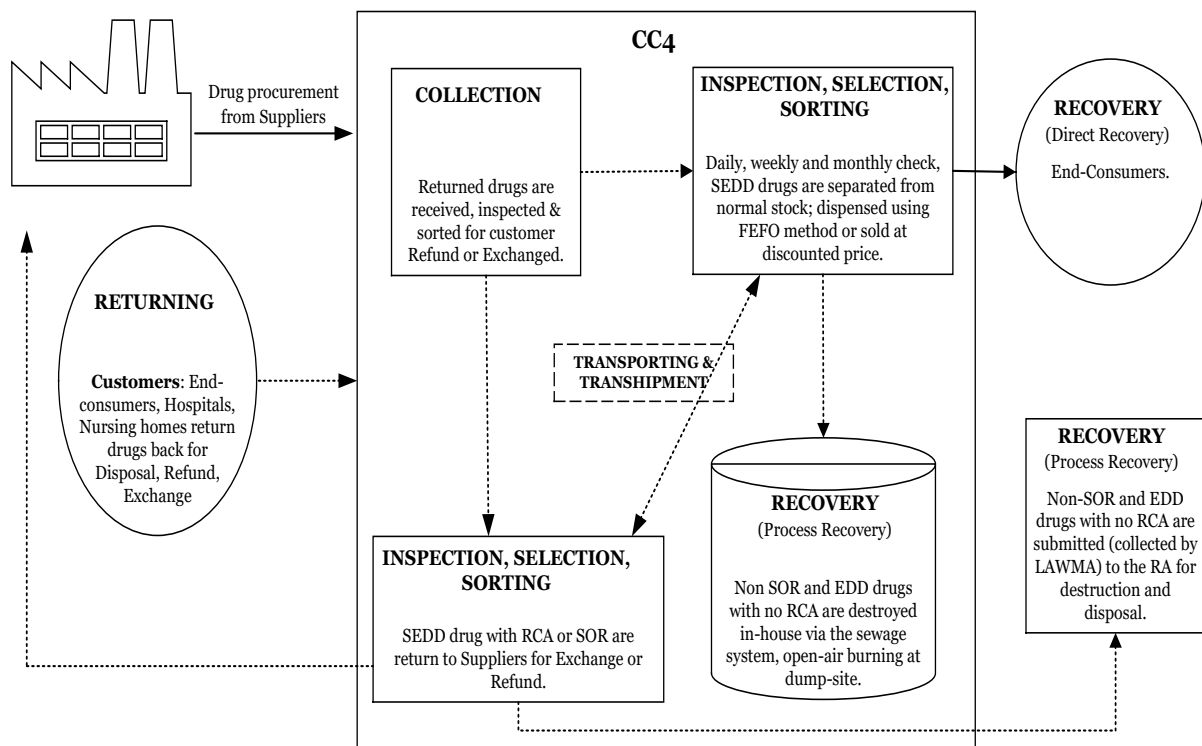 CC4
Drug procurement
from Suppliers
COLLECTION
Returned drugs are
received, inspected &
sorted for customer
Refund or Exchanged.
INSPECTION, SELECTION,
SORTING
Daily, weekly and monthly check,
SEDD drugs are separated from
normal stock; dispensed using
FEFO method or sold at
discounted price.
RECOVERY
(Direct Recovery)
End-Consumers.
RETURNING
Customers: End-
consumers, Hospitals,
Nursing homes return
drugs back for
Disposal, Refund,
Exchange
TRANSPORTING &
TRANSHIPMENT
INSPECTION, SELECTION,
SORTING
SEDD drug with RCA or SOR are
return to Suppliers for Exchange or
Refund.
RECOVERY
(Process Recovery)
Non SOR and EDD drugs
with no RCA are destroyed
in-house via the sewage
system, open-air burning at
dump-site.
RECOVERY
(Process Recovery)
Non-SOR and EDD
drugs with no RCA are
submitted (collected by
LAWMA) to the RA for
destruction and
disposal.